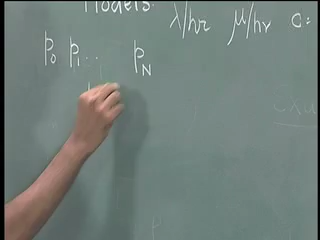 Models:
λ/hr μ/hr c:
p₀ p₁ .. p_N